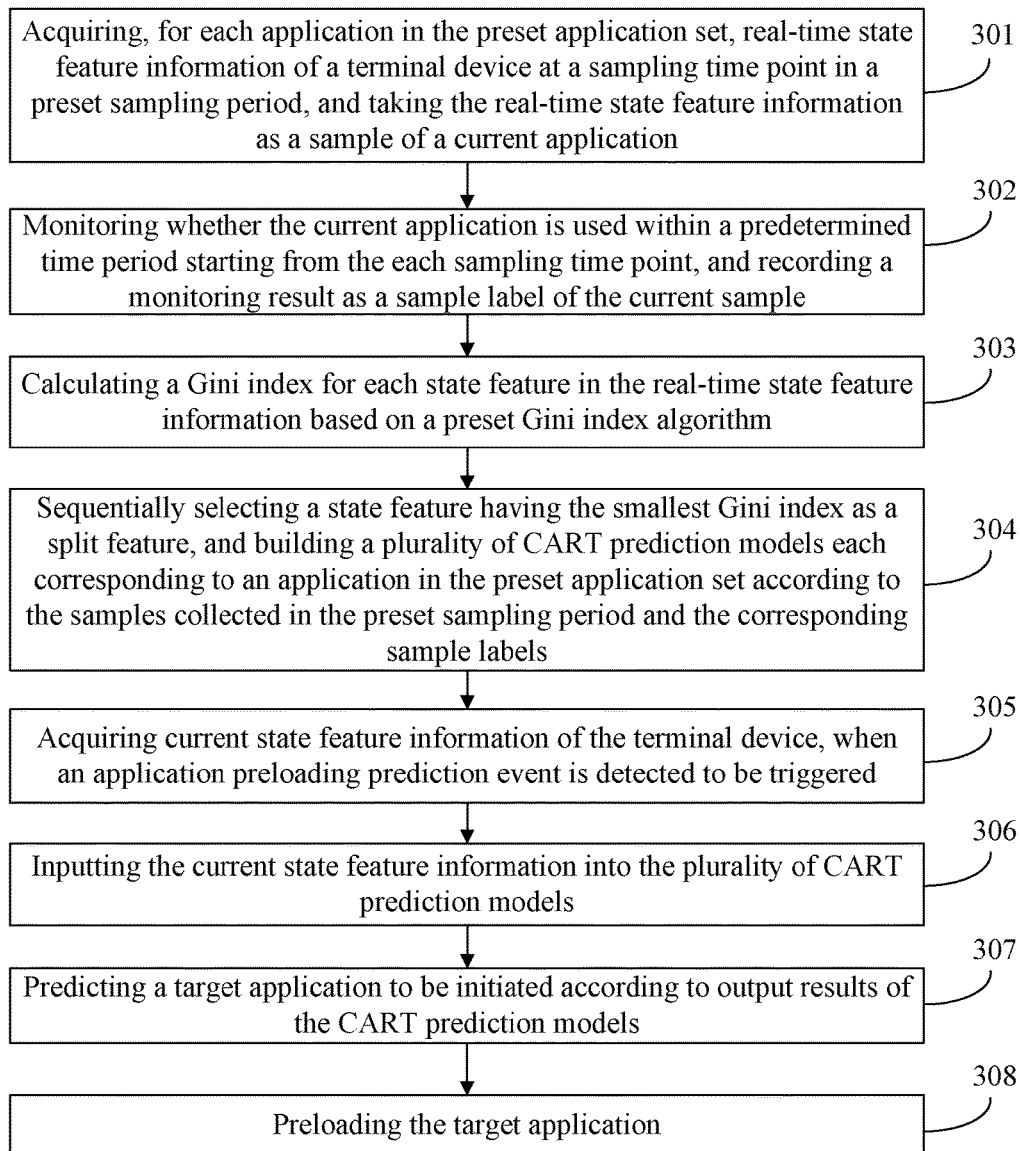 Acquiring, for each application in the preset application set, real-time state
feature information of a terminal device at a sampling time point in a
preset sampling period, and taking the real-time state feature information
as a sample of a current application
301
Monitoring whether the current application is used within a predetermined
time period starting from the each sampling time point, and recording a
monitoring result as a sample label of the current sample
302
Calculating a Gini index for each state feature in the real-time state feature
information based on a preset Gini index algorithm
303
Sequentially selecting a state feature having the smallest Gini index as a
split feature, and building a plurality of CART prediction models each
corresponding to an application in the preset application set according to
the samples collected in the preset sampling period and the corresponding
sample labels
304
Acquiring current state feature information of the terminal device, when
an application preloading prediction event is detected to be triggered
305
Inputting the current state feature information into the plurality of CART
prediction models
306
Predicting a target application to be initiated according to output results of
the CART prediction models
307
Preloading the target application
308